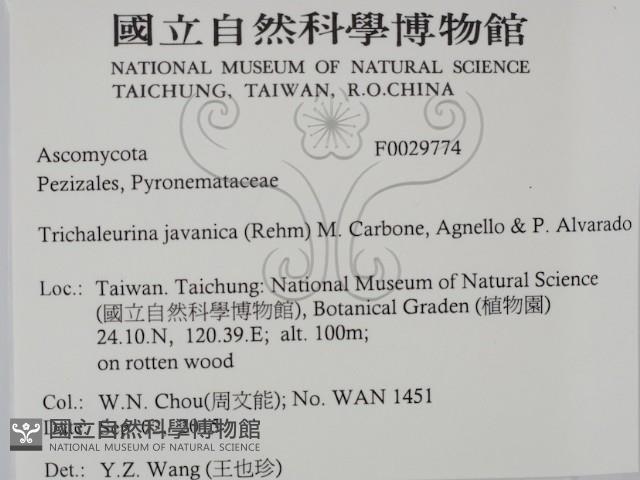 國立自然科學博物館
NATIONAL MUSEUM OF NATURAL SCIENCE
TAICHUNG, TAIWAN, R.O.CHINA
Ascomycota F0029774
Pezizales, Pyronemataceae
Trichaleurina javanica (Rehm) M. Carbone, Agnello & P. Alvarado
Loc.: Taiwan. Taichung: National Museum of Natural Science
(國立自然科學博物館), Botanical Graden (植物園)
24.10.N, 120.39.E; alt. 100m;
on rotten wood
Col.: W.N. Chou(周文能); No. WAN 1451
國立自然科學博物館
NATIONAL MUSEUM OF NATURAL SCIENCE
Det.: Y.Z. Wang (王也珍)